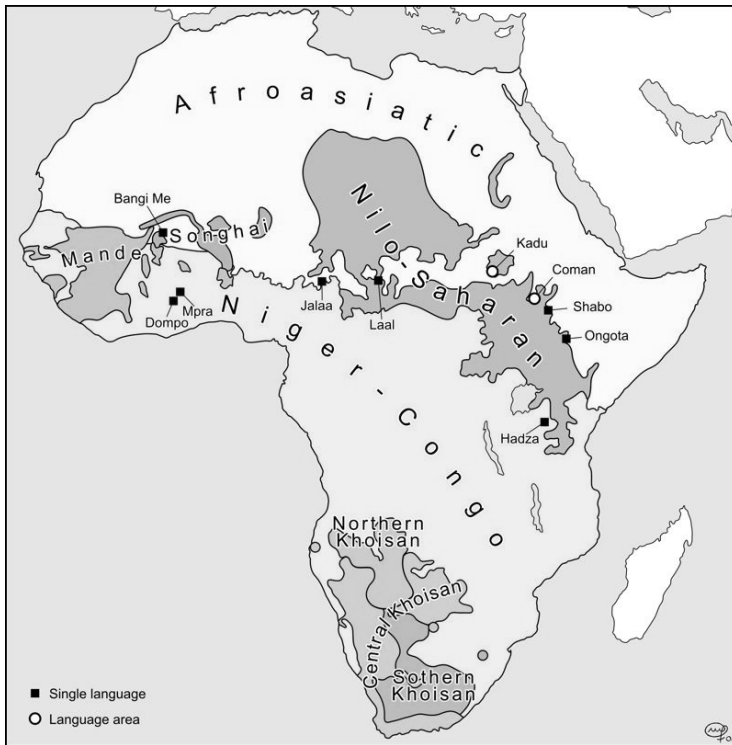 Afroasiatic
Nilo-Saharan
Bangi Me
Songhai
Mande
Kadu
Coman
Shabo
Ongota
Jalaa
Laal
Mpra
Dompo
Niger-Congo
Hadza
Northern
Khoisan
Central Khoisan
Sothern
Khoisan
Single language
Language area